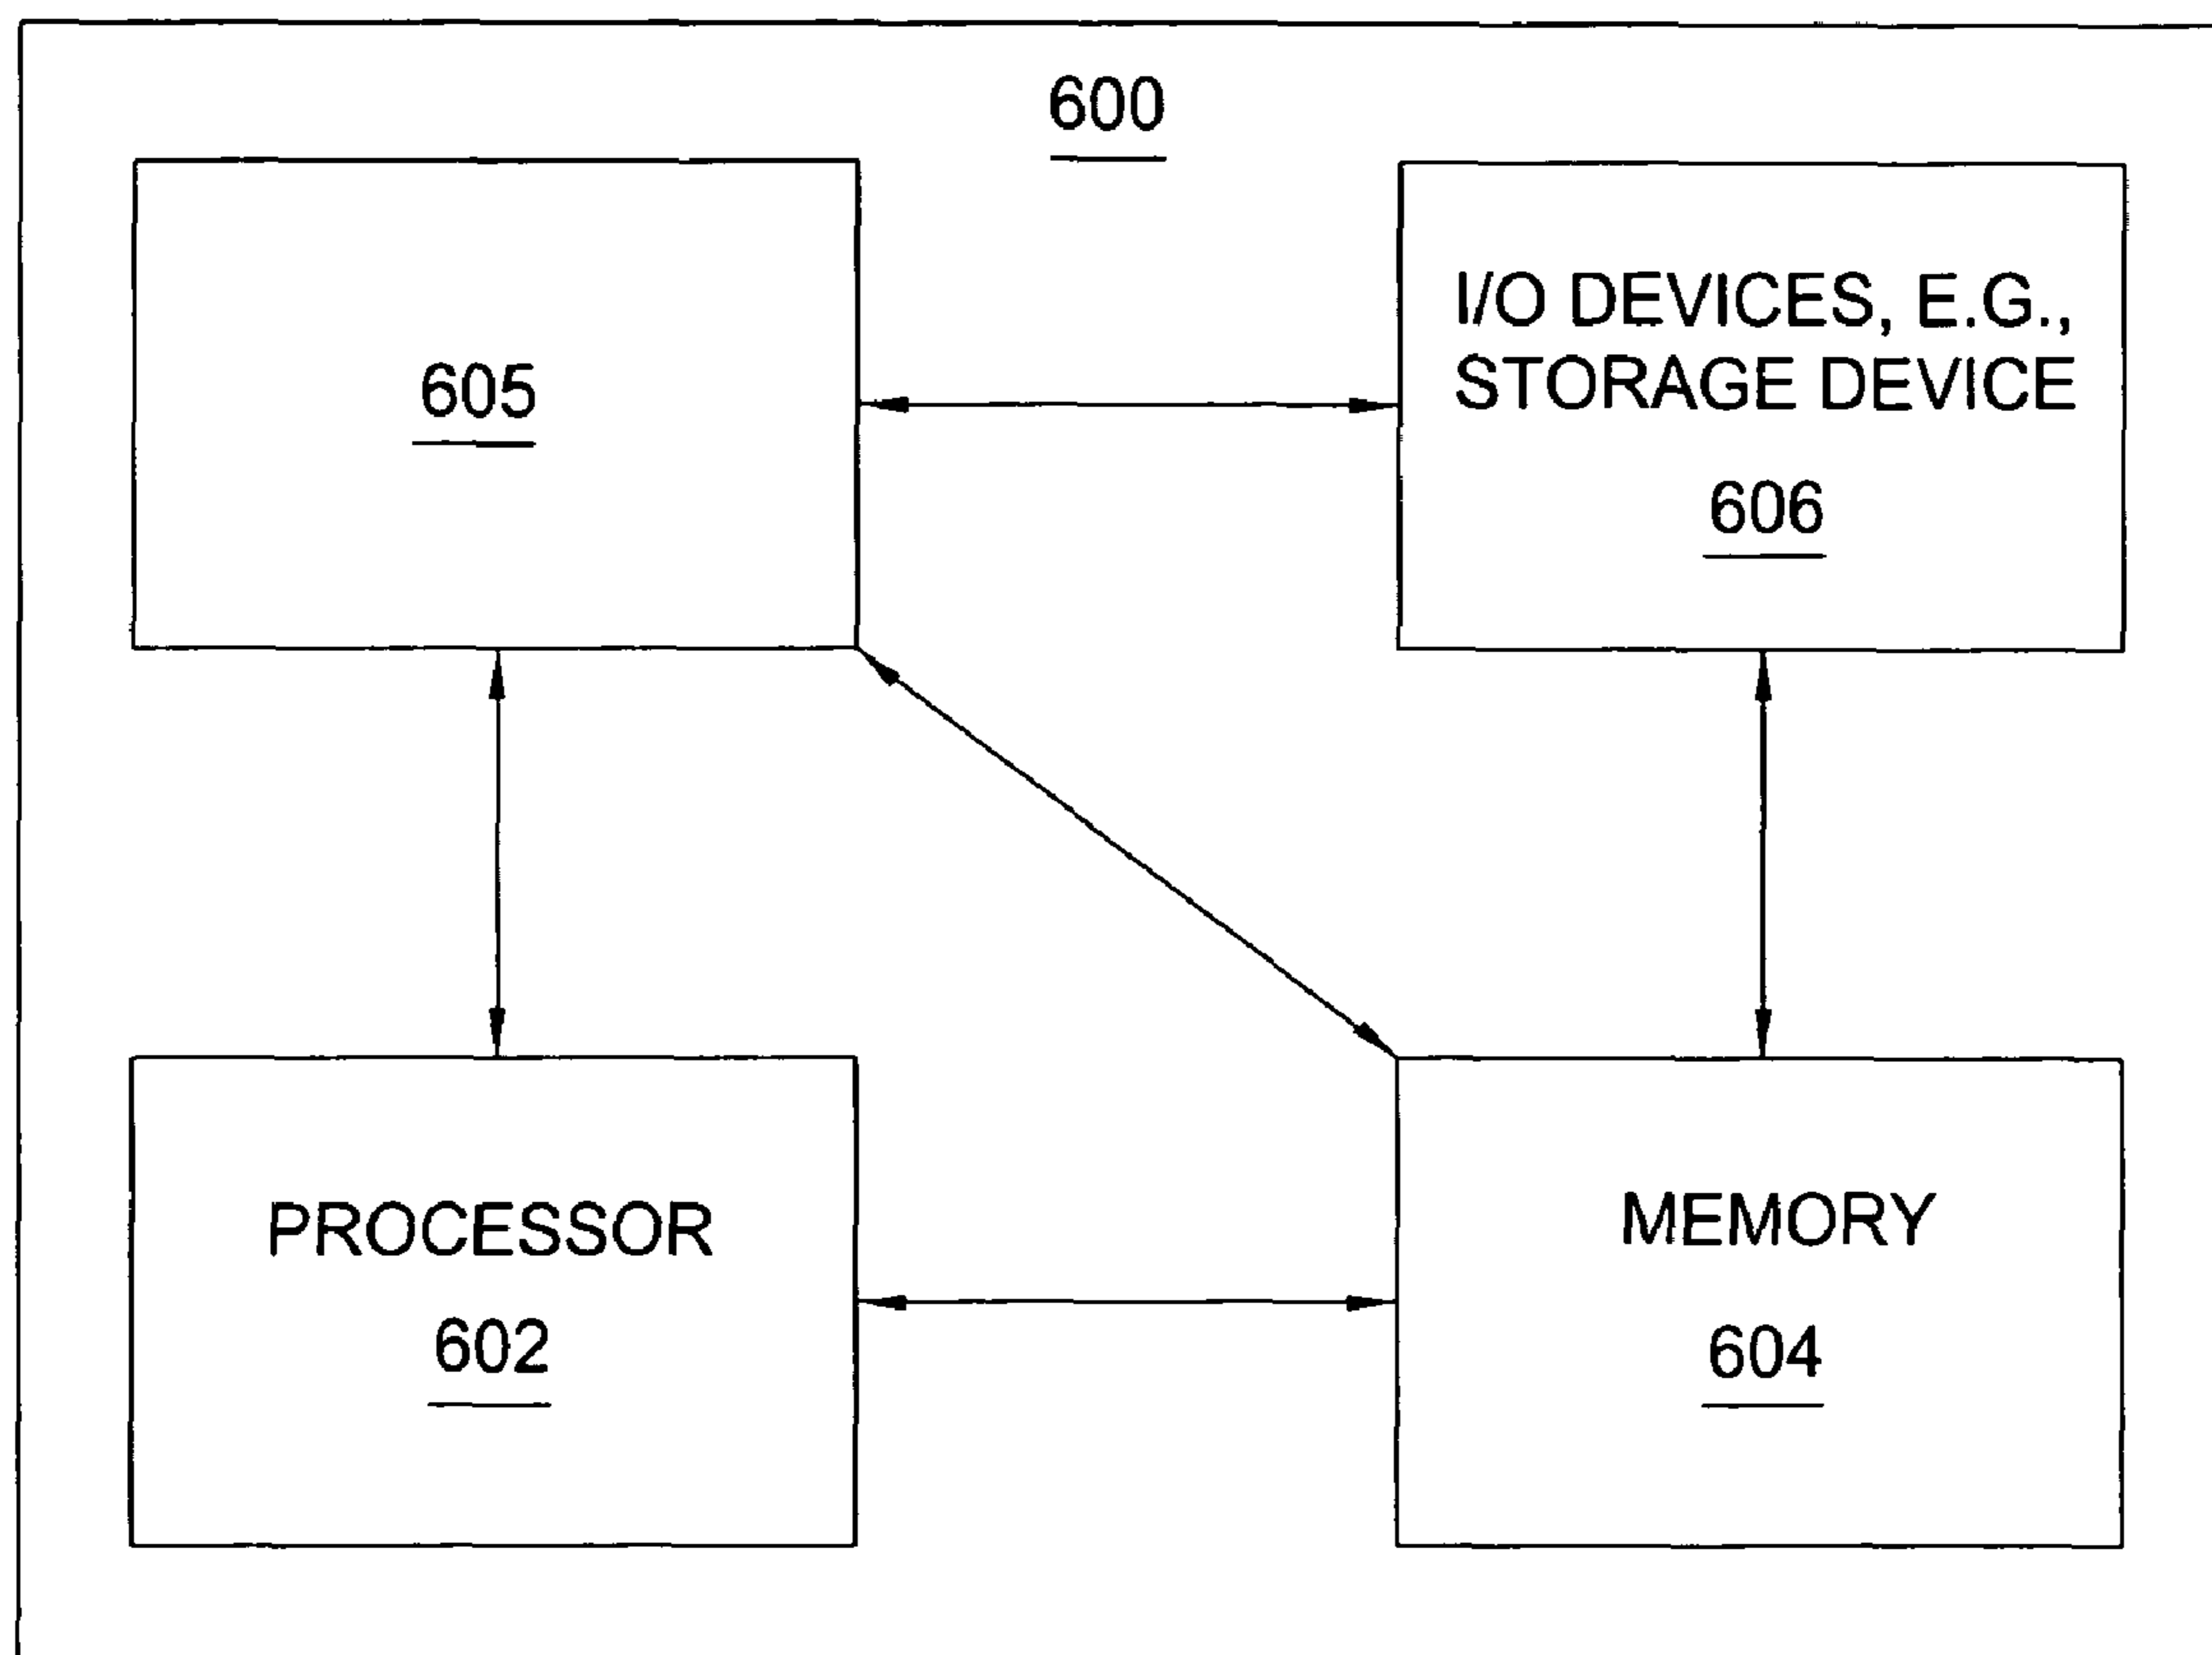 600
605
I/O DEVICES, E.G.,
STORAGE DEVICE
606
PROCESSOR
602
MEMORY
604